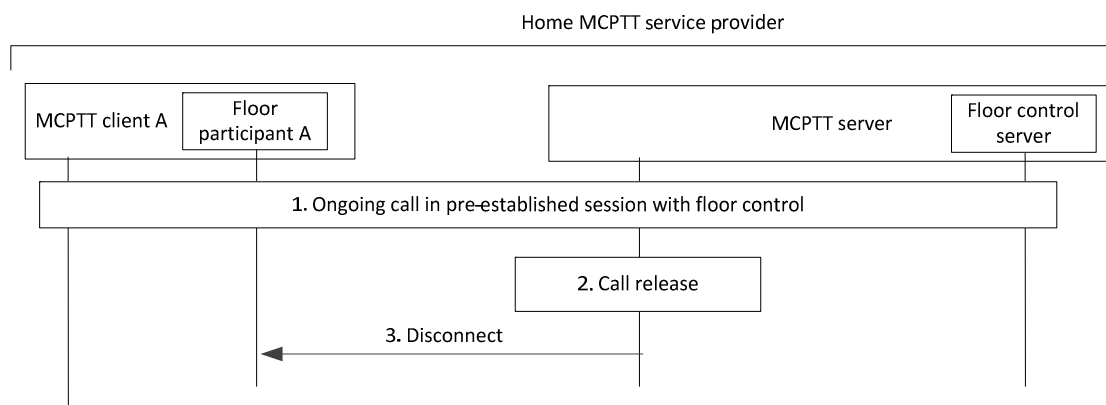 Home MCPTT service provider
MCPTT client A
Floor
participant A
MCPTT server
Floor control
server
1. Ongoing call in pre-established session with floor control
2. Call release
3. Disconnect